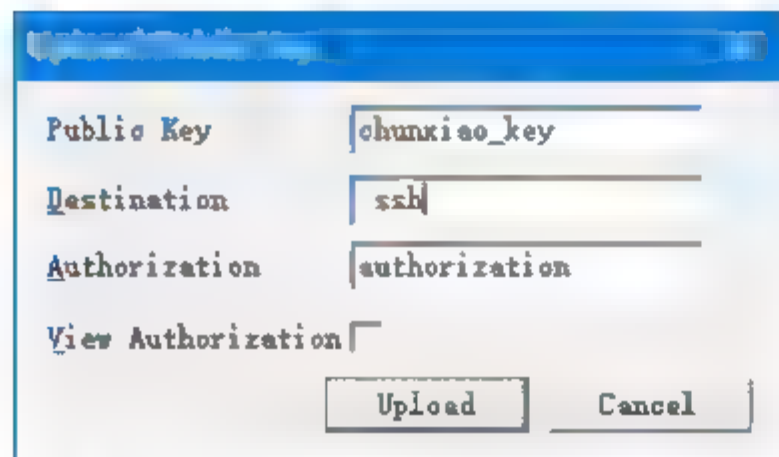 Public Key chunxiao_key
Destination ssh
Authorization authorization
View Authorization
Upload Cancel